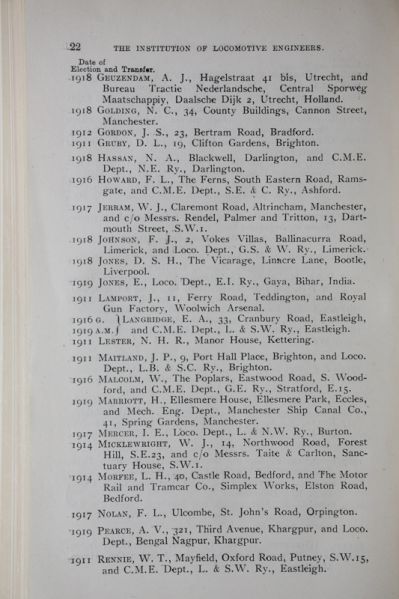 22 THE INSTITUTION OF LOCOMOTIVE ENGINEERS.
Date of
Election and Transfer.
1918 GEUZENDAM, A. J., Hagelstraat 41 bls, Utrecht, and
Bureau Tractie Nederlandsche, Central Sporweg
Maatschappiy, Daalsche Dijk 2, Utrecht, Holland.
1918 GOLDING, N. C., 34, County Buildings, Cannon Street,
Manchester.
1912 GORDON, J. S., 23, Bertram Road, Bradford.
1911 GRUBY, D. L., 19, Clifton Gardens, Brighton.
1918 HASSAN, N. A., Blackwell, Darlington, and C.M.E.
Dept., N.E. Ry., Darlington.
1916 HOWARD, F. L., The Ferns, South Eastern Road, Rams-
gate, and C.M.E. Dept., S.E. & C. Ry., Ashford.
1917 JERRAM, W. J., Claremont Road, Altrincham, Manchester,
and c/o Messrs. Rendel, Palmer and Tritton, 13, Dart-
mouth Street, S.W.1.
1918 JOHNSON, F. J., 2, Vokes Villas, Ballinacurra Road,
Limerick, and Loco. Dept., G.S. & W. Ry., Limerick.
1918 JONES, D. S. H., The Vicarage, Linacre Lane, Bootle,
Liverpool.
1919 JONES, E., Loco. Dept., E.I. Ry., Gaya, Bihar, India.
1911 LAMPORT, J., 11, Ferry Road, Teddington, and Royal
Gun Factory, Woolwich Arsenal.
1916 G. } LANGRIDGE, E. A., 33, Cranbury Road, Eastleigh,
1919 A.M. } and C.M.E. Dept., L. & S.W. Ry., Eastleigh.
1911 LESTER, N. H. R., Manor House, Kettering.
1911 MAITLAND, J. P., 9, Port Hall Place, Brighton, and Loco.
Dept., L.B. & S.C. Ry., Brighton.
1916 MALCOLM, W., The Poplars, Eastwood Road, S. Wood-
ford, and C.M.E. Dept., G.E. Ry., Stratford, E.15.
1919 MARRIOTT, H., Ellesmere House, Ellesmere Park, Eccles,
and Mech. Eng. Dept., Manchester Ship Canal Co.,
41, Spring Gardens, Manchester.
1917 MERCER, I. E., Loco. Dept., L. & N.W. Ry., Burton.
1914 MICKLEWRIGHT, W. J., 14, Northwood Road, Forest
Hill, S.E.23, and c/o Messrs. Taite & Carlton, Sanc-
tuary House, S.W.1.
1914 MORFEE, L. H., 40, Castle Road, Bedford, and The Motor
Rail and Tramcar Co., Simplex Works, Elston Road,
Bedford.
1917 NOLAN, F. L., Ulcombe, St. John's Road, Orpington.
1919 PEARCE, A. V., 321, Third Avenue, Khargpur, and Loco.
Dept., Bengal Nagpur, Khargpur.
1911 RENNIE, W. T., Mayfield, Oxford Road, Putney, S.W.15,
and C.M.E. Dept., L. & S.W. Ry., Eastleigh.